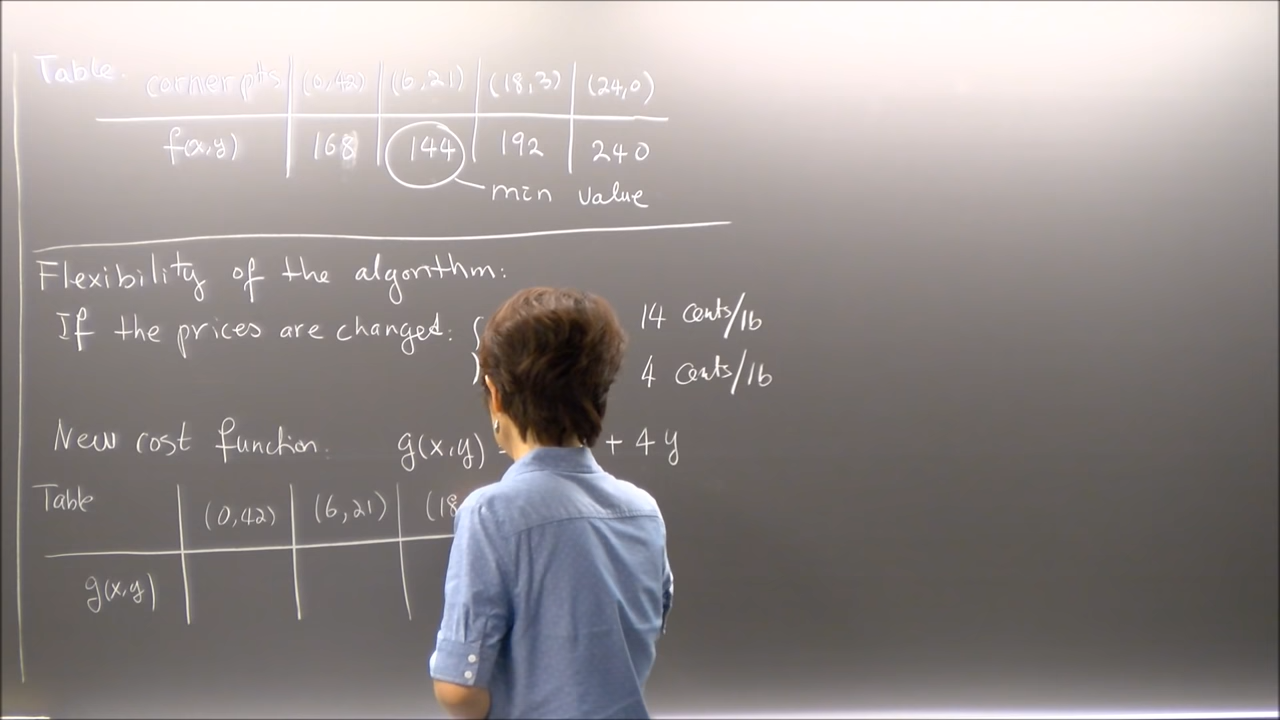 Table. corner pts (0,42) (6,21) (18,3) (24,0)
f(x,y) 168 144 192 240
min value
Flexibility of the algorithm:
If the prices are changed: { 14 cents/lb
4 cents/lb
New cost function. g(x,y) + 4y
Table (0,42) (6,21) (18
g(x,y)